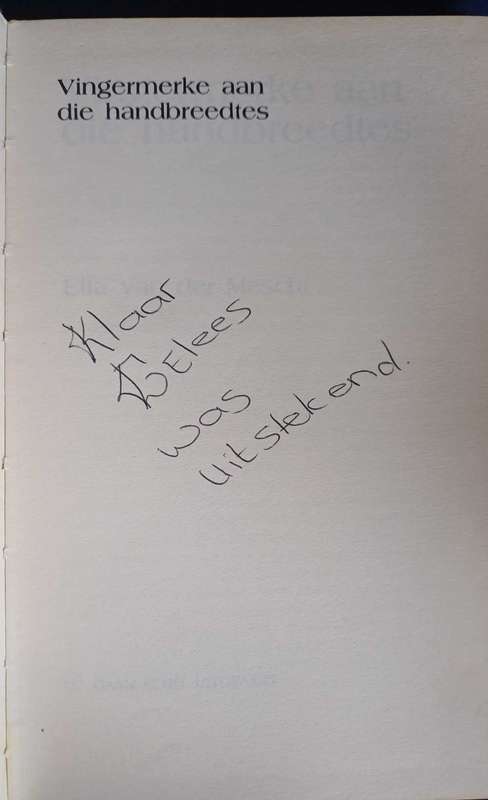 Vingermerke aan
die handbreedtes
Klaar
GElees
was
uitstekend.